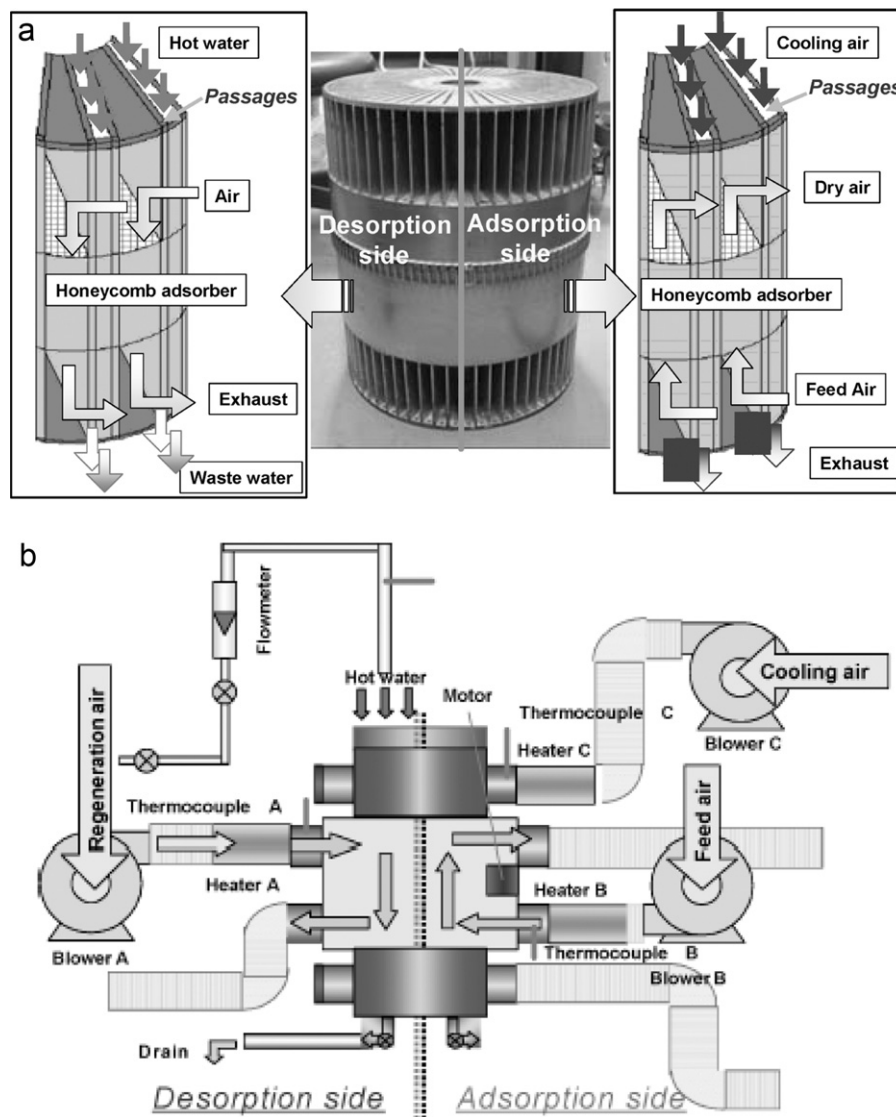 a
Hot water
Passages
Air
Honeycomb adsorber
Exhaust
Waste water
Desorption
side
Adsorption
side
Cooling air
Passages
Dry air
Honeycomb adsorber
Feed Air
Exhaust
b
Flowmeter
Hot water
Motor
Thermocouple C
Heater C
Cooling air
Blower C
Regeneration air
Thermocouple A
Heater A
Blower A
Feed air
Heater B
Thermocouple B
Blower B
Drain
Desorption side
Adsorption side